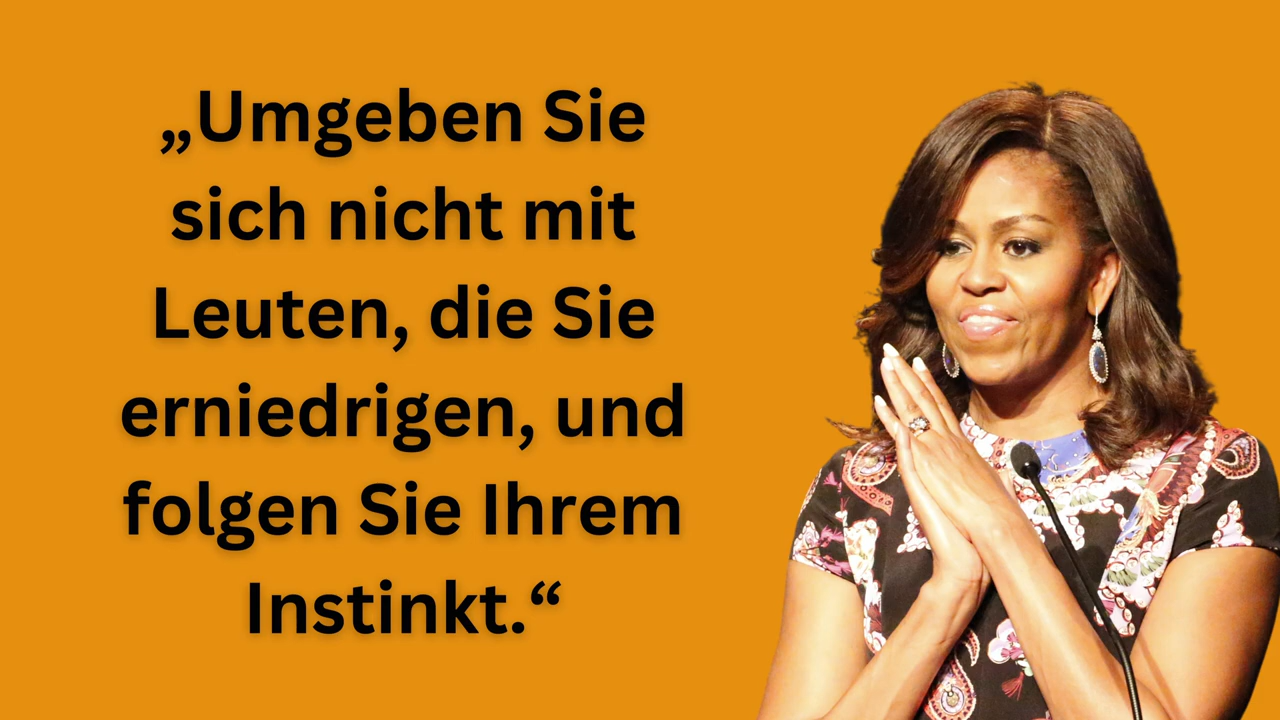 „Umgeben Sie
sich nicht mit
Leuten, die Sie
erniedrigen, und
folgen Sie Ihrem
Instinkt.“